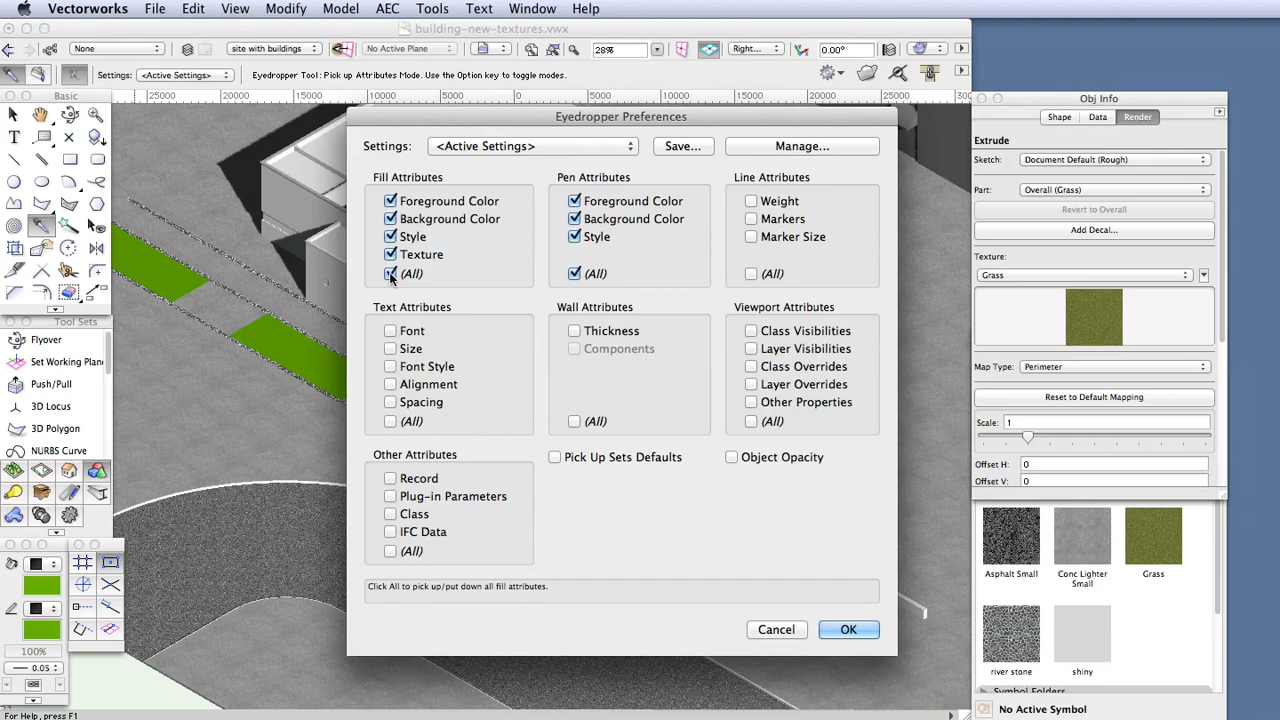 Vectorworks File Edit View Modify Model AEC Tools Text Window Help
building-new-textures.vwx
None
site with buildings
No Active Plane
28%
Right...
0.00°
Settings: <Active Settings>
Eyedropper Tool: Pick up Attributes Mode. Use the Option key to toggle modes.
25000 20000 15000 10000 5000 0 5000 10000 15000 20000 25000
Basic
Tool Sets
Flyover
Set Working Plane
Push/Pull
3D Locus
3D Polygon
NURBS Curve
100%
0.05
For Help, press F1
Eyedropper Preferences
Settings: <Active Settings> Save... Manage...
Fill Attributes
Foreground Color
Background Color
Style
Texture
(All)
Pen Attributes
Foreground Color
Background Color
Style
(All)
Line Attributes
Weight
Markers
Marker Size
(All)
Text Attributes
Font
Size
Font Style
Alignment
Spacing
(All)
Wall Attributes
Thickness
Components
(All)
Viewport Attributes
Class Visibilities
Layer Visibilities
Class Overrides
Layer Overrides
Other Properties
(All)
Other Attributes
Record
Plug-in Parameters
Class
IFC Data
(All)
Pick Up Sets Defaults
Object Opacity
Click All to pick up/put down all fill attributes.
Cancel OK
Obj Info
Shape Data Render
Extrude
Sketch: Document Default (Rough)
Part: Overall (Grass)
Revert to Overall
Add Decal...
Texture:
Grass
Map Type: Perimeter
Reset to Default Mapping
Scale: 1
Offset H: 0
Offset V: 0
Asphalt Small
Conc Lighter Small
Grass
river stone
shiny
Symbol Folders
No Active Symbol